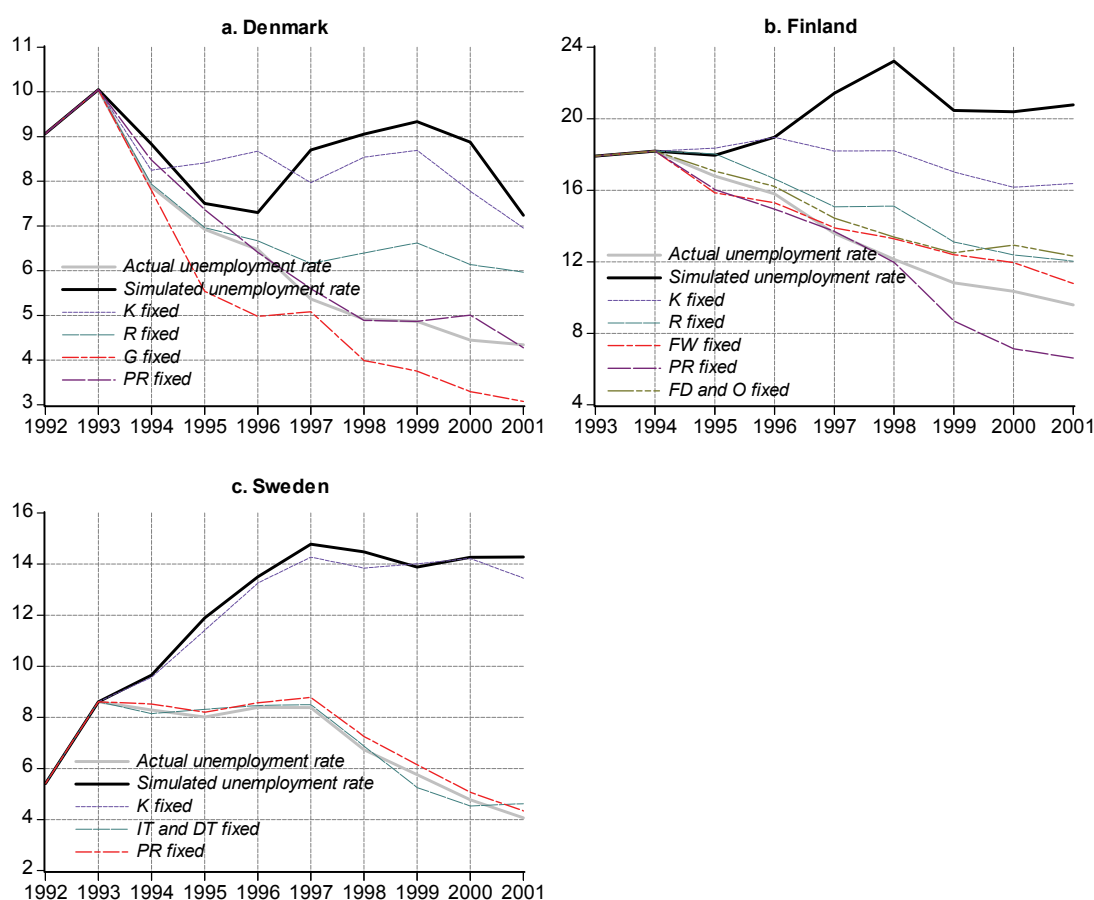 a. Denmark
11
10
9
8
7
6
5
4
3
Actual unemployment rate
Simulated unemployment rate
K fixed
R fixed
G fixed
PR fixed
1992 1993 1994 1995 1996 1997 1998 1999 2000 2001
b. Finland
24
20
16
12
8
4
Actual unemployment rate
Simulated unemployment rate
K fixed
R fixed
FW fixed
PR fixed
FD and O fixed
1993 1994 1995 1996 1997 1998 1999 2000 2001
c. Sweden
16
14
12
10
8
6
4
2
Actual unemployment rate
Simulated unemployment rate
K fixed
IT and DT fixed
PR fixed
1992 1993 1994 1995 1996 1997 1998 1999 2000 2001